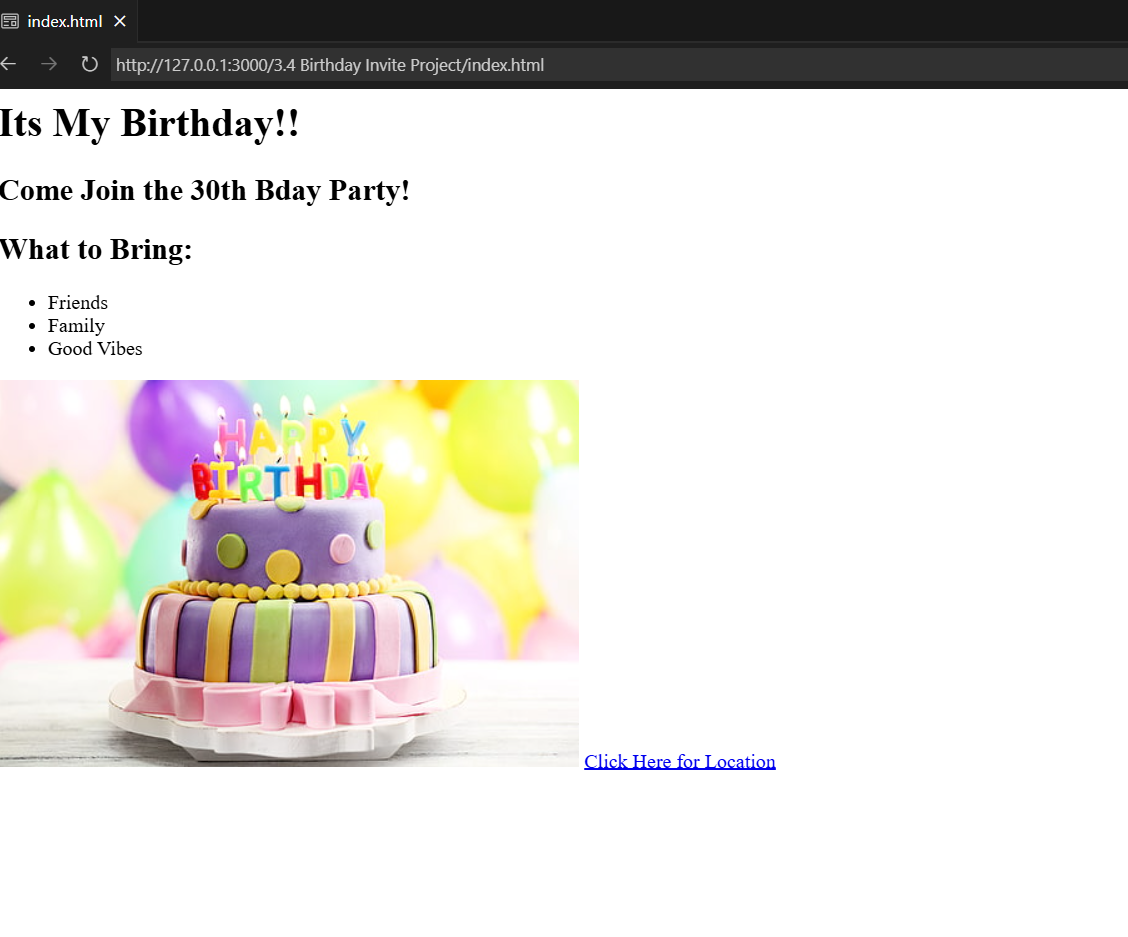 index.html
http://127.0.0.1:3000/3.4 Birthday Invite Project/index.html
Its My Birthday!!
Come Join the 30th Bday Party!
What to Bring:
Friends
Family
Good Vibes
HAPPY
BIRTHDAY
Click Here for Location